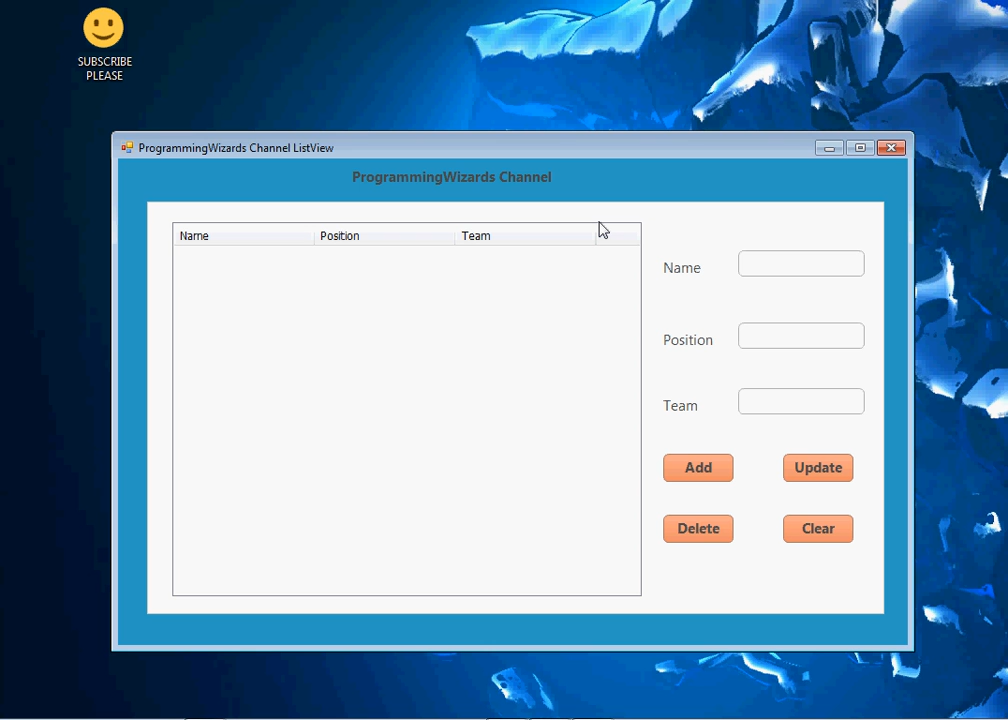 SUBSCRIBE
PLEASE
ProgrammingWizards Channel ListView
ProgrammingWizards Channel
Name Position Team
Name
Position
Team
Add Update
Delete Clear